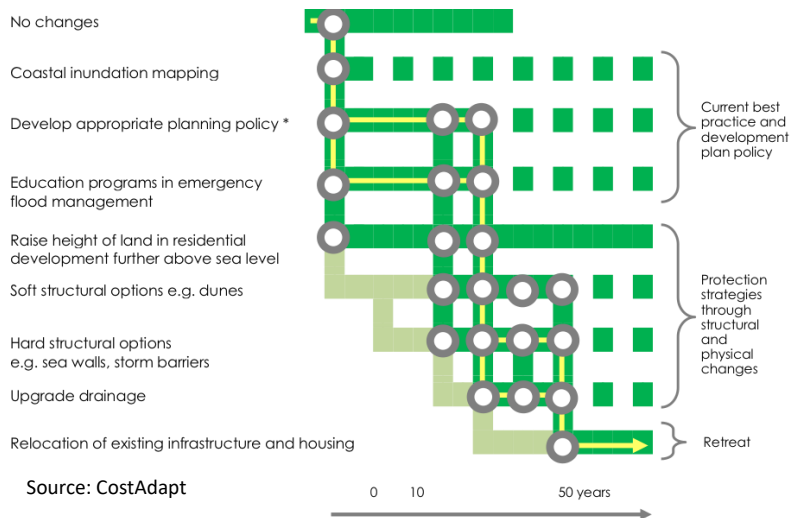 No changes
Coastal inundation mapping
Develop appropriate planning policy *
Education programs in emergency
flood management
Raise height of land in residential
development further above sea level
Soft structural options e.g. dunes
Hard structural options
e.g. sea walls, storm barriers
Upgrade drainage
Relocation of existing infrastructure and housing
Current best
practice and
development
plan policy
Protection
strategies
through
structural
and
physical
changes
Retreat
Source: CostAdapt
0 10 50 years